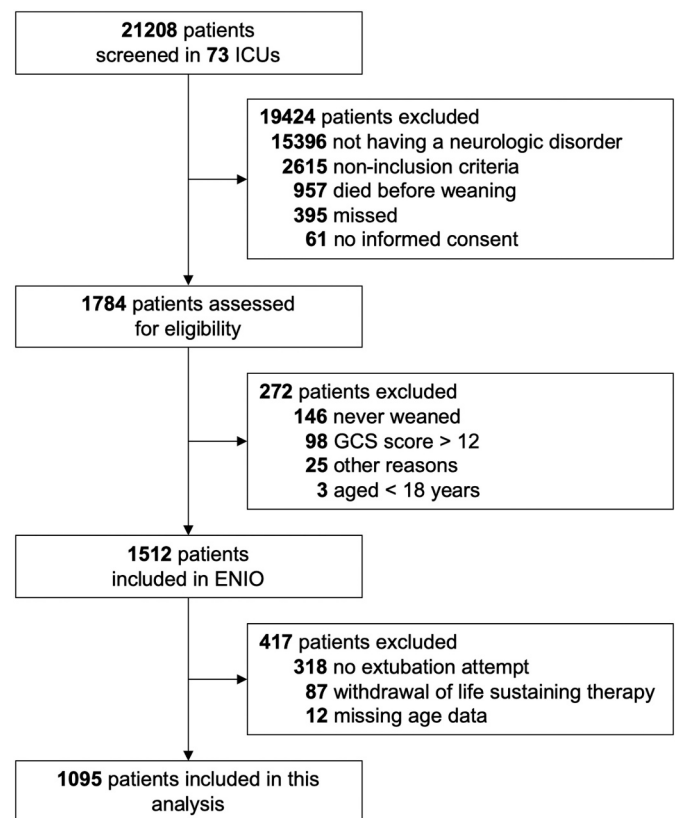 21208 patients
screened in 73 ICUs
19424 patients excluded
15396 not having a neurologic disorder
2615 non-inclusion criteria
957 died before weaning
395 missed
61 no informed consent
1784 patients assessed
for eligibility
272 patients excluded
146 never weaned
98 GCS score > 12
25 other reasons
3 aged < 18 years
1512 patients
included in ENIO
417 patients excluded
318 no extubation attempt
87 withdrawal of life sustaining therapy
12 missing age data
1095 patients included in this
analysis